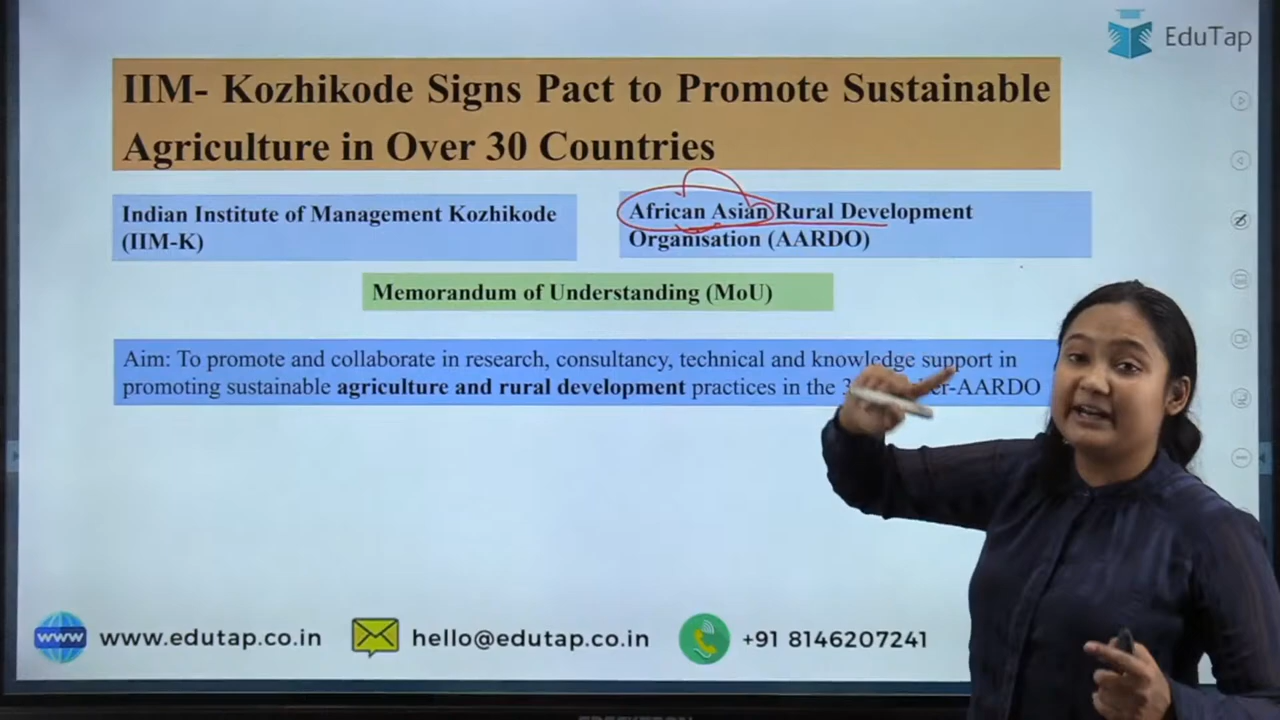 EduTap
IIM- Kozhikode Signs Pact to Promote Sustainable
Agriculture in Over 30 Countries
Indian Institute of Management Kozhikode
(IIM-K)
African Asian Rural Development
Organisation (AARDO)
Memorandum of Understanding (MoU)
Aim: To promote and collaborate in research, consultancy, technical and knowledge support in
promoting sustainable agriculture and rural development practices in the -AARDO
www www.edutap.co.in hello@edutap.co.in +91 8146207241